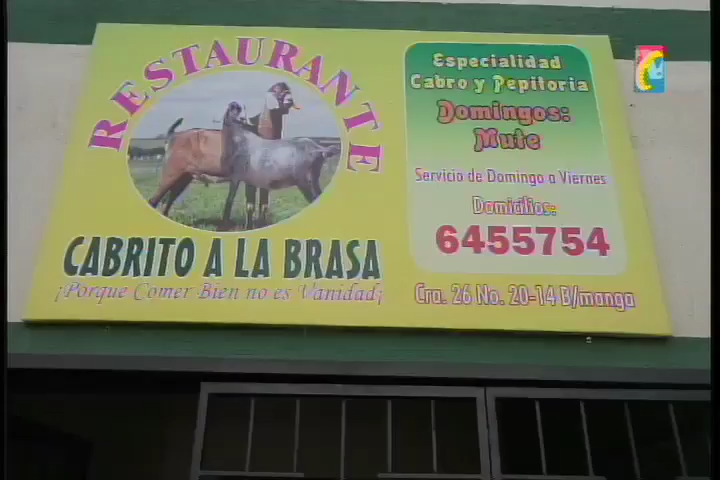 RESTAURANTE
CABRITO A LA BRASA
¡Porque Comer Bien no es Vanidad¡
Especialidad
Cabro y Pepitoria
Domingos:
Mute
Servicio de Domingo a Viernes
Domicilios:
6455754
Cra. 26 No. 20-14 B/manga